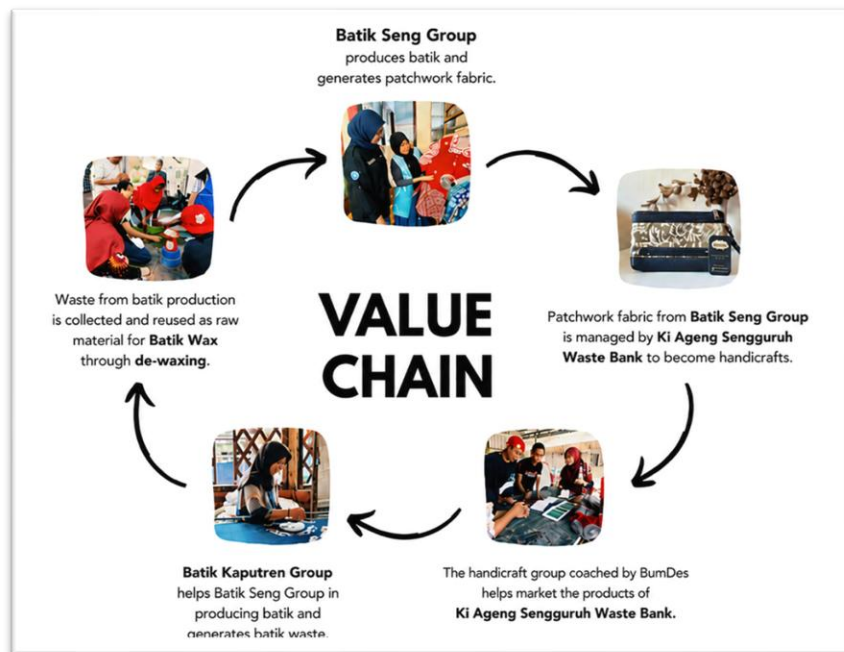 Batik Seng Group
produces batik and
generates patchwork fabric.
Patchwork fabric from Batik Seng Group
is managed by Ki Ageng Sengguruh
Waste Bank to become handicrafts.
The handicraft group coached by BumDes
helps market the products of
Ki Ageng Sengguruh Waste Bank.
Batik Kaputren Group
helps Batik Seng Group in
producing batik and
generates batik waste.
Waste from batik production
is collected and reused as raw
material for Batik Wax
through de-waxing.
VALUE
CHAIN